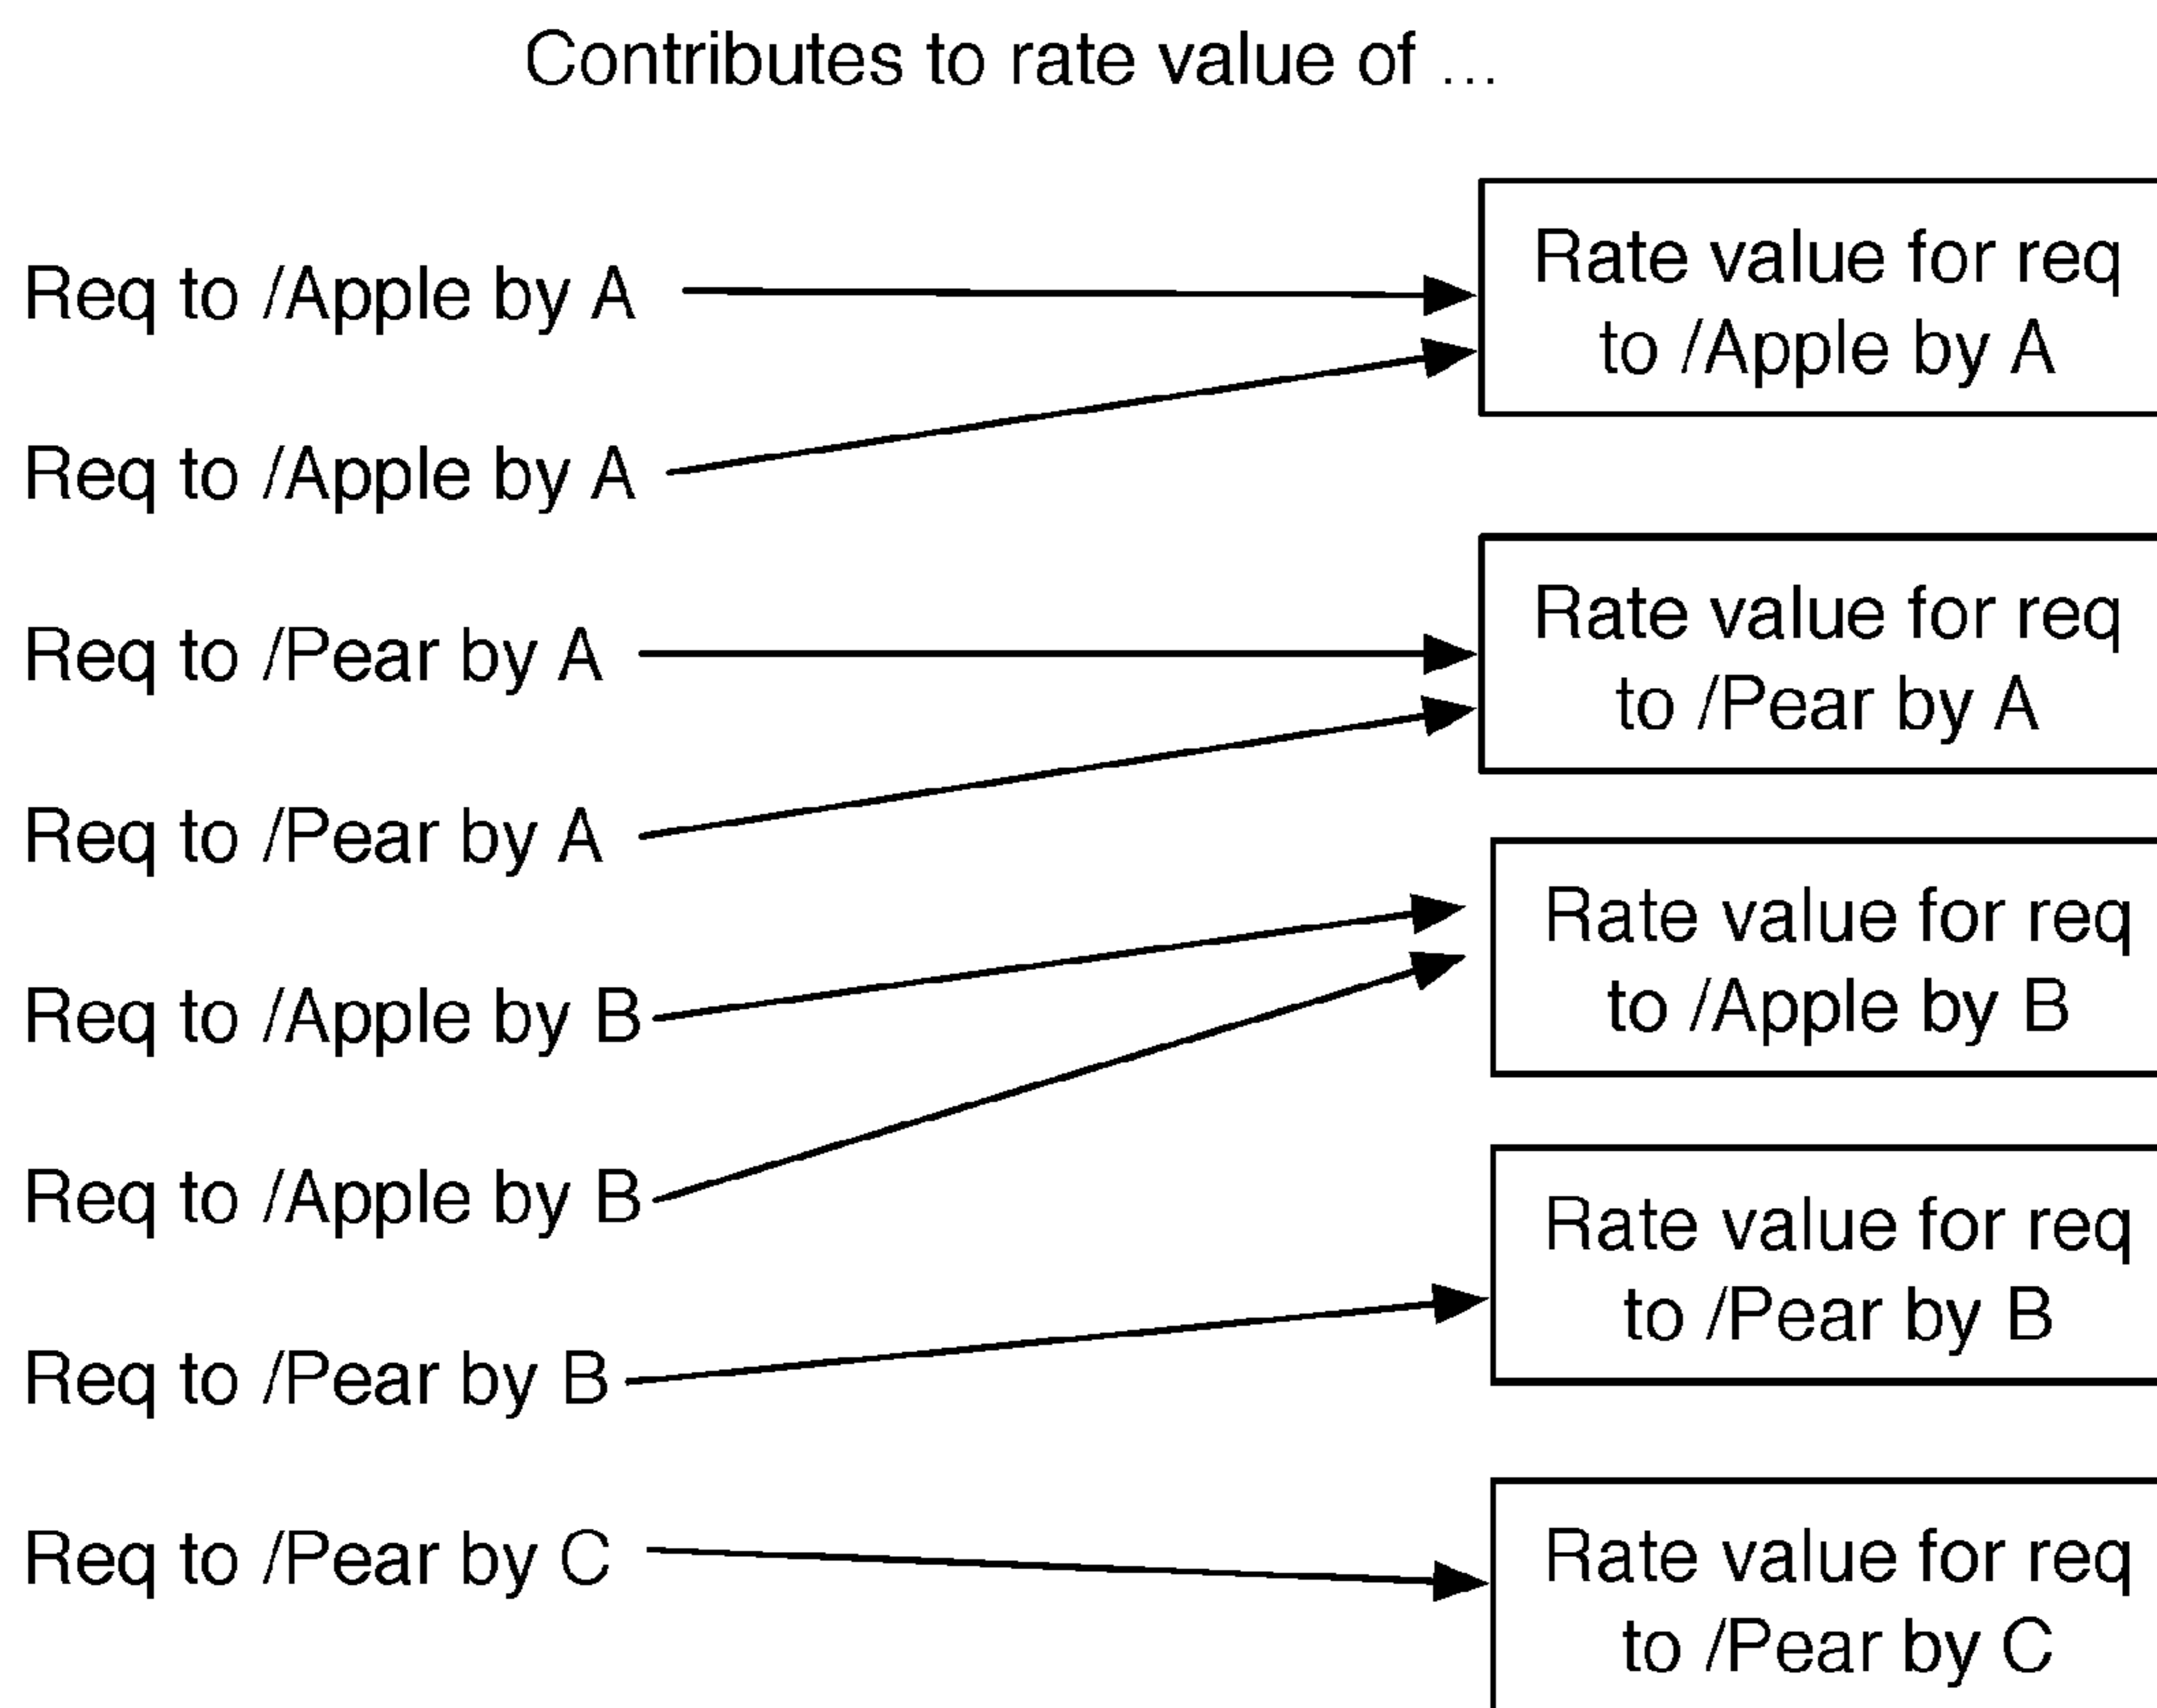 Contributes to rate value of ...
Req to /Apple by A
Rate value for req
to /Apple by A
Req to /Apple by A
Req to /Pear by A
Rate value for req
to /Pear by A
Req to /Pear by A
Rate value for req
to /Apple by B
Req to /Apple by B
Req to /Apple by B
Rate value for req
to /Pear by B
Req to /Pear by B
Req to /Pear by C
Rate value for req
to /Pear by C